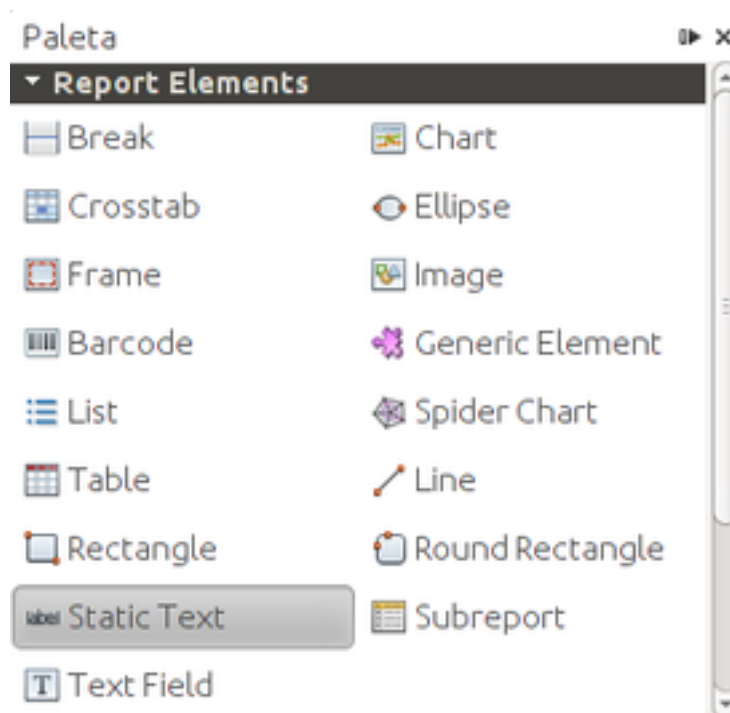 Paleta
Report Elements
Break Chart
Crosstab Ellipse
Frame Image
Barcode Generic Element
List Spider Chart
Table Line
Rectangle Round Rectangle
label Static Text Subreport
T Text Field